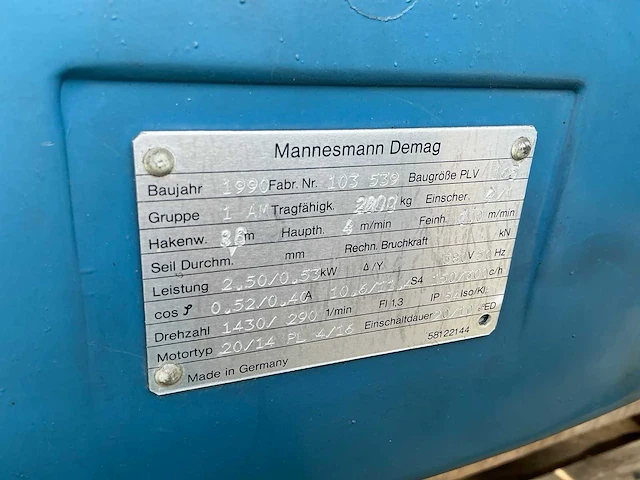 Mannesmann Demag
Baujahr 1990 Fabr. Nr. 103 539 Baugröße PLV
Gruppe 1 AM Tragfähigk. kg Einscher. 4/1
Hakenw. m Haupth. 4 m/min Feinh. m/min
Seil Durchm. mm Rechn. Bruchkraft kN
Leistung 2.50/0.53 kW Δ/Y Hz
cos φ 0.52/0.40 A S4 c/h
Drehzahl 1430/ 290 1/min FI 1,3 IP Iso/Kl.
Motortyp 20/14 PL 4/16 Einschaltdauer %ED
58122144
Made in Germany